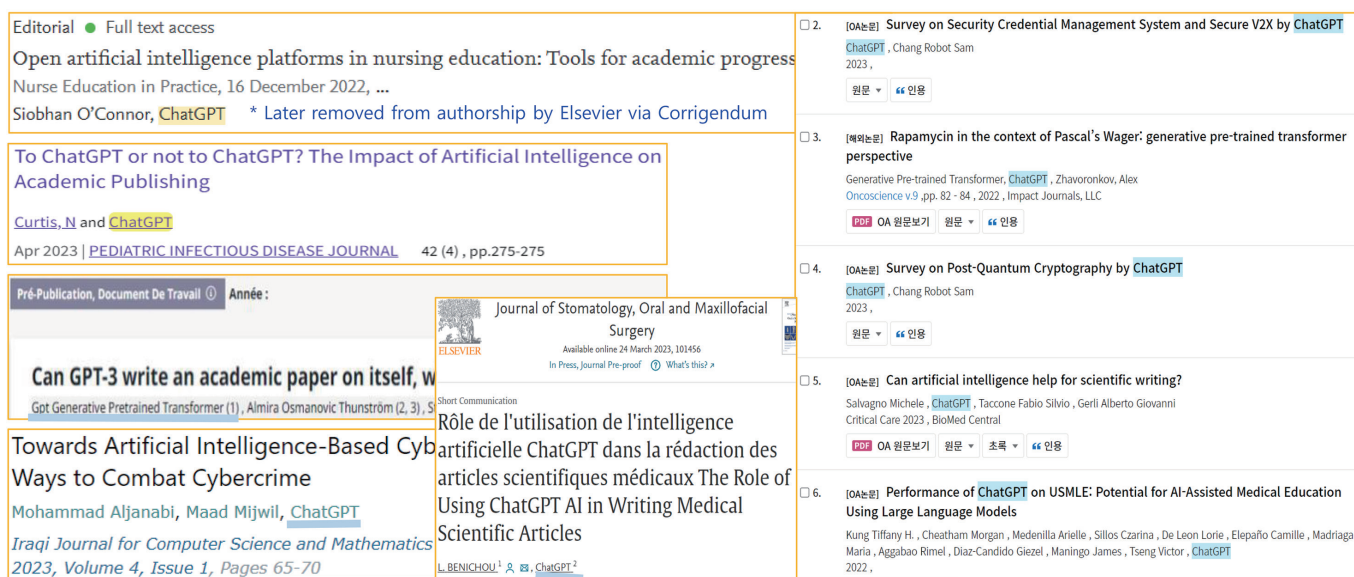 Editorial ● Full text access
Open artificial intelligence platforms in nursing education: Tools for academic progress
Nurse Education in Practice, 16 December 2022, ...
Siobhan O'Connor, ChatGPT * Later removed from authorship by Elsevier via Corrigendum
To ChatGPT or not to ChatGPT? The Impact of Artificial Intelligence on
Academic Publishing
Curtis, N and ChatGPT
Apr 2023 | PEDIATRIC INFECTIOUS DISEASE JOURNAL 42 (4) , pp.275-275
Pré-Publication, Document De Travail ⓘ Année :
Can GPT-3 write an academic paper on itself, w
Gpt Generative Pretrained Transformer (1) , Almira Osmanovic Thunström (2, 3) , S
Towards Artificial Intelligence-Based Cyb
Ways to Combat Cybercrime
Mohammad Aljanabi, Maad Mijwil, ChatGPT
Iraqi Journal for Computer Science and Mathematics
2023, Volume 4, Issue 1, Pages 65-70
ELSEVIER
Journal of Stomatology, Oral and Maxillofacial
Surgery
Available online 24 March 2023, 101456
In Press, Journal Pre-proof ? What's this? ↗
Short Communication
Rôle de l'utilisation de l'intelligence
artificielle ChatGPT dans la rédaction des
articles scientifiques médicaux The Role of
Using ChatGPT AI in Writing Medical
Scientific Articles
L. BENICHOU 1 , ChatGPT 2
2. [OA논문] Survey on Security Credential Management System and Secure V2X by ChatGPT
ChatGPT , Chang Robot Sam
2023 ,
원문 ▾ “ 인용
3. [해외논문] Rapamycin in the context of Pascal's Wager: generative pre-trained transformer
perspective
Generative Pre-trained Transformer, ChatGPT , Zhavoronkov, Alex
Oncoscience v.9 ,pp. 82 - 84 , 2022 , Impact Journals, LLC
PDF OA 원문보기 원문 ▾ “ 인용
4. [OA논문] Survey on Post-Quantum Cryptography by ChatGPT
ChatGPT , Chang Robot Sam
2023 ,
원문 ▾ “ 인용
5. [OA논문] Can artificial intelligence help for scientific writing?
Salvagno Michele , ChatGPT , Taccone Fabio Silvio , Gerli Alberto Giovanni
Critical Care 2023 , BioMed Central
PDF OA 원문보기 원문 ▾ 초록 ▾ “ 인용
6. [OA논문] Performance of ChatGPT on USMLE: Potential for AI-Assisted Medical Education
Using Large Language Models
Kung Tiffany H. , Cheatham Morgan , Medenilla Arielle , Sillos Czarina , De Leon Lorie , Elepaño Camille , Madriaga
Maria , Aggabao Rimel , Diaz-Candido Giezel , Maningo James , Tseng Victor , ChatGPT
2022 ,